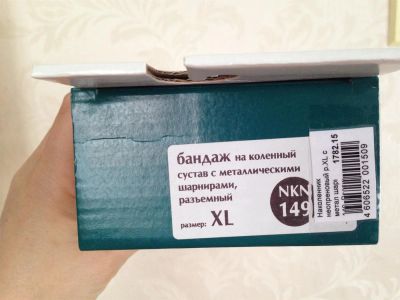 бандаж на коленный
сустав с металлическими
шарнирами,
разъемный
размер: XL
NKN
149
Наколенник
неопреновый р.XL с
метал шарн
1782.15
4 606522 001509